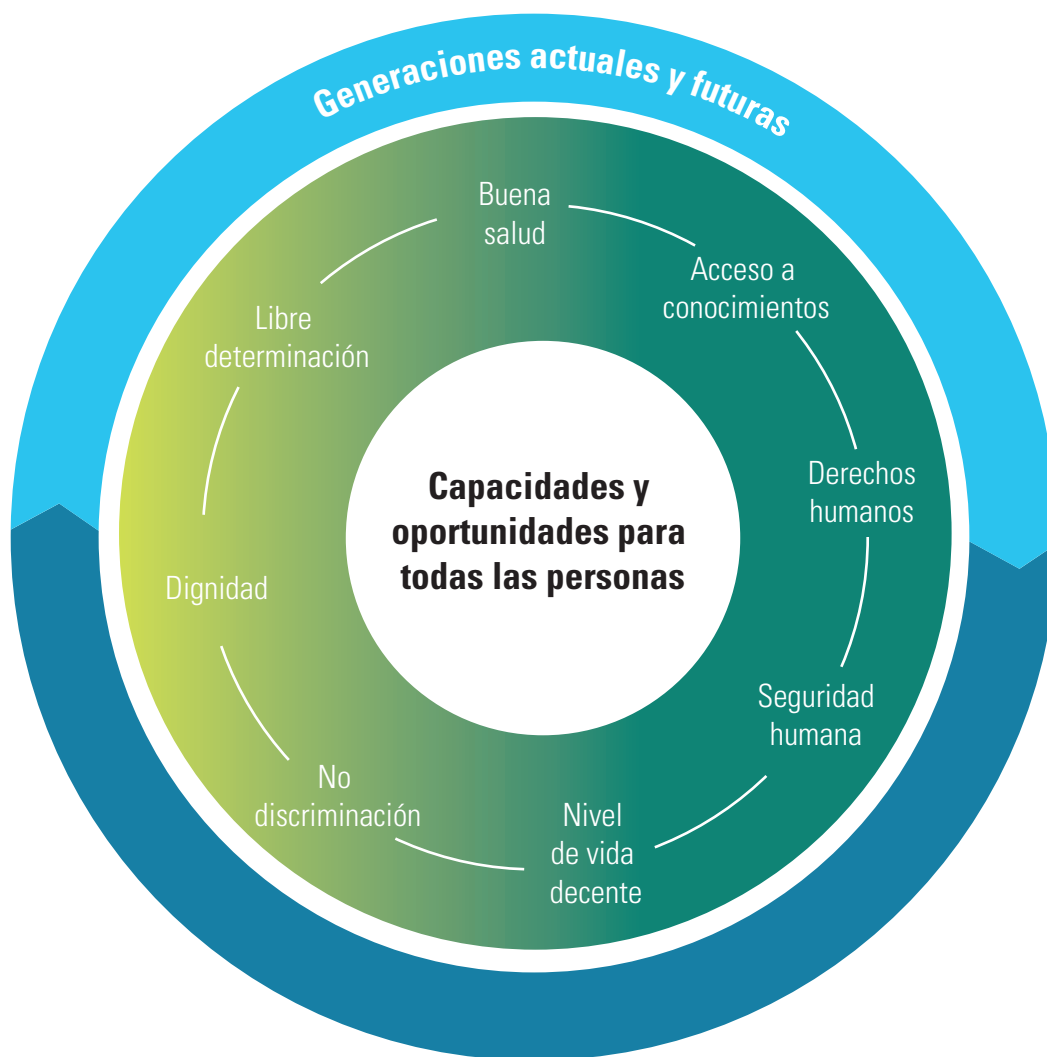 Generaciones actuales y futuras
Buena
salud
Acceso a
conocimientos
Derechos
humanos
Seguridad
humana
Nivel
de vida
decente
No
discriminación
Dignidad
Libre
determinación
Capacidades y
oportunidades para
todas las personas